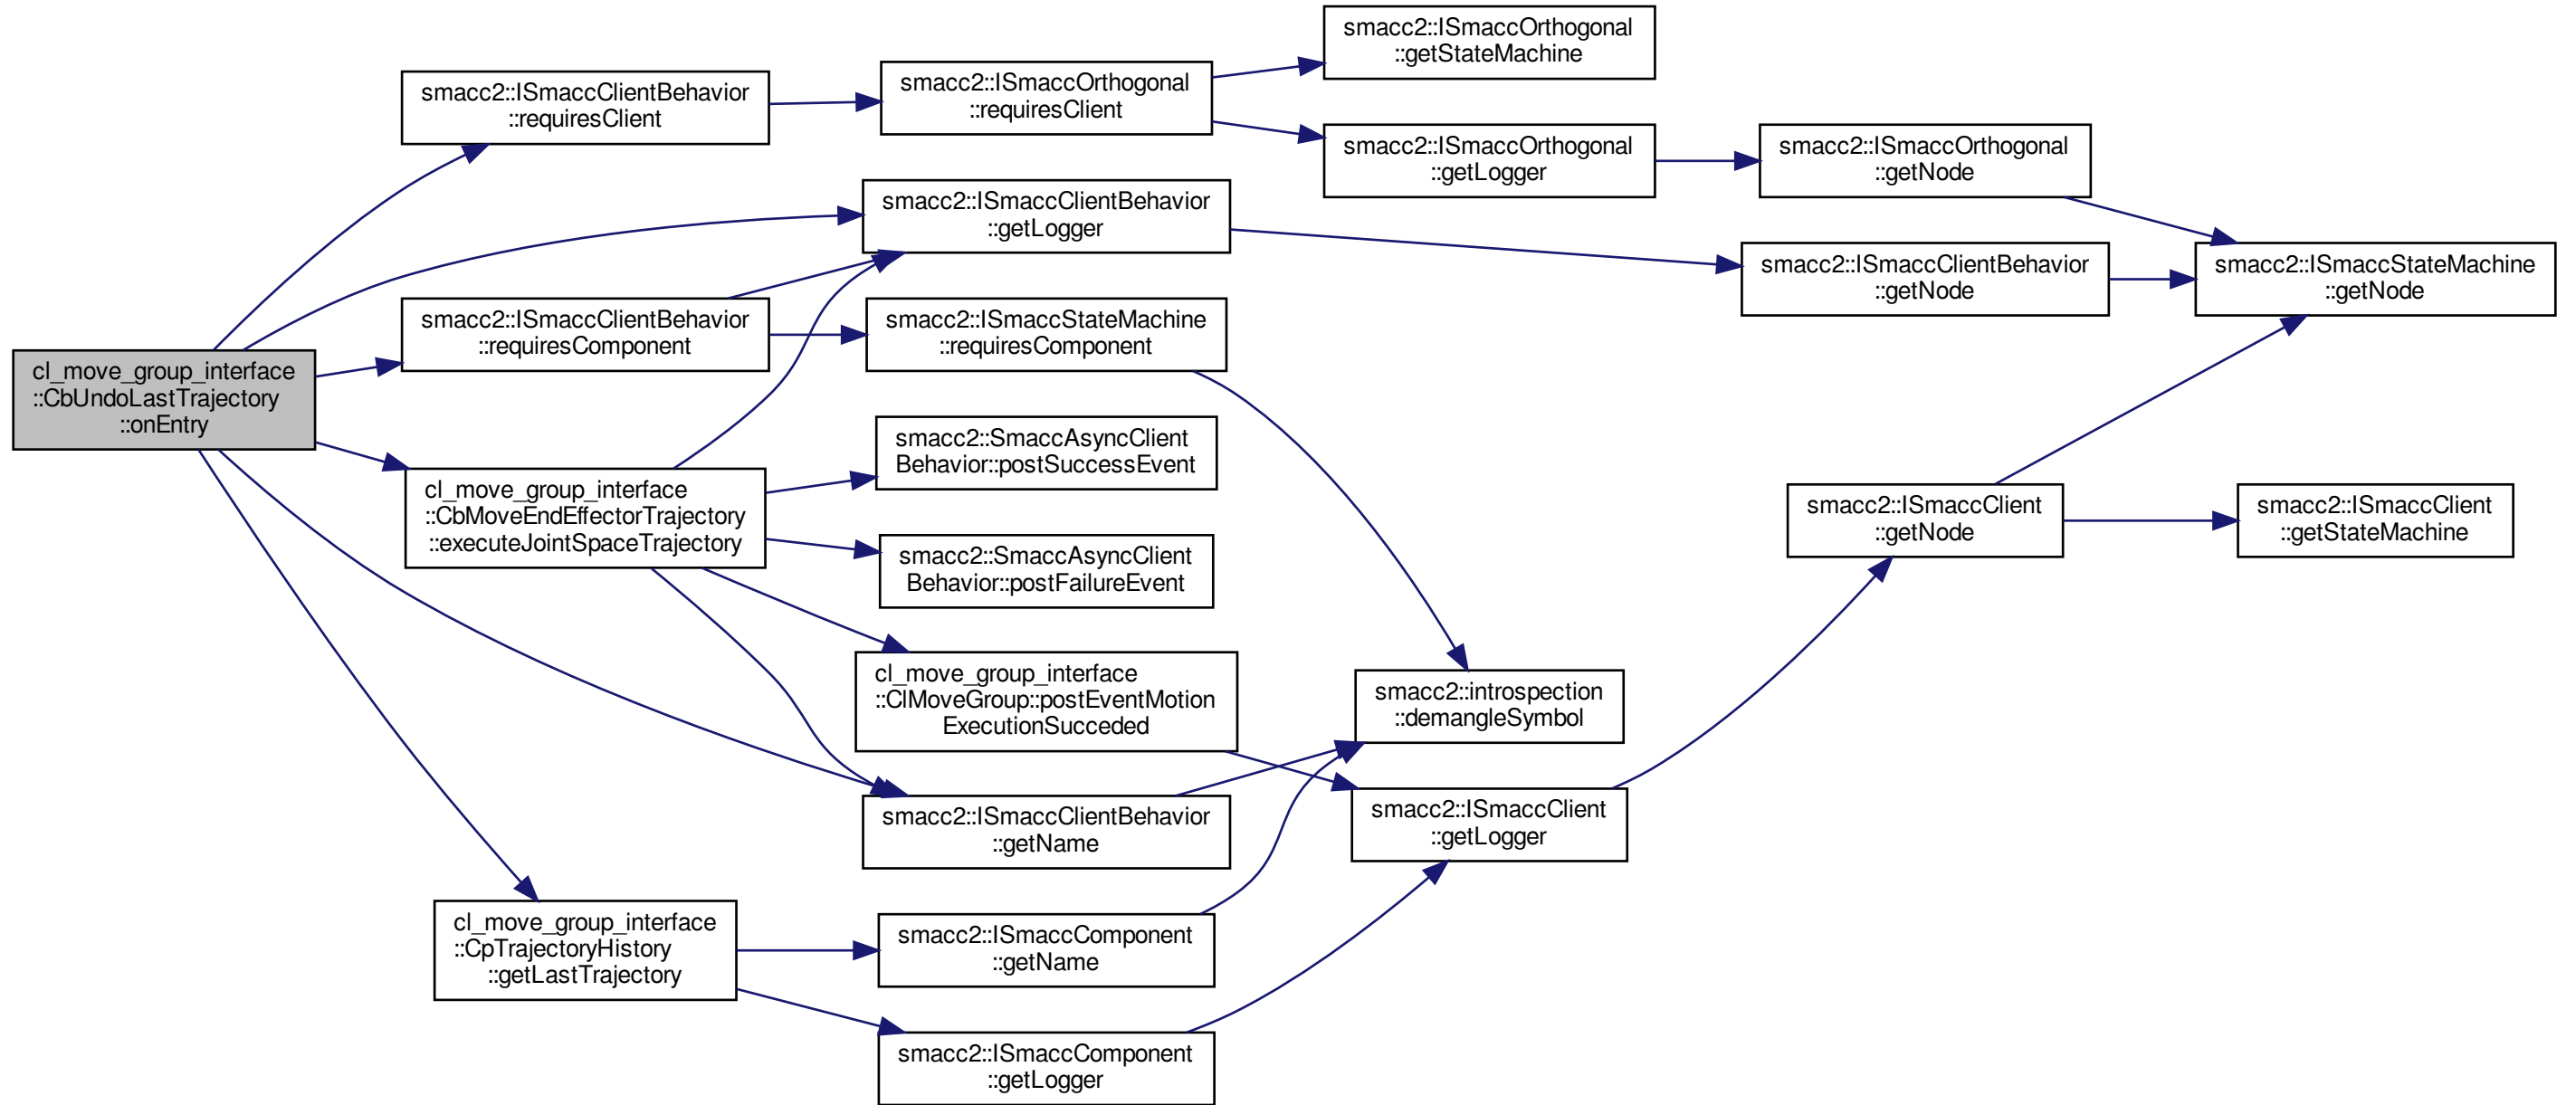 cl_move_group_interface
::CbUndoLastTrajectory
::onEntry
smacc2::ISmaccClientBehavior
::requiresClient
smacc2::ISmaccOrthogonal
::requiresClient
smacc2::ISmaccOrthogonal
::getStateMachine
smacc2::ISmaccOrthogonal
::getLogger
smacc2::ISmaccOrthogonal
::getNode
smacc2::ISmaccClientBehavior
::getLogger
smacc2::ISmaccClientBehavior
::getNode
smacc2::ISmaccStateMachine
::getNode
smacc2::ISmaccClientBehavior
::requiresComponent
smacc2::ISmaccStateMachine
::requiresComponent
cl_move_group_interface
::CbMoveEndEffectorTrajectory
::executeJointSpaceTrajectory
smacc2::SmaccAsyncClient
Behavior::postSuccessEvent
smacc2::SmaccAsyncClient
Behavior::postFailureEvent
cl_move_group_interface
::ClMoveGroup::postEventMotion
ExecutionSucceded
smacc2::introspection
::demangleSymbol
smacc2::ISmaccClient
::getLogger
smacc2::ISmaccClient
::getNode
smacc2::ISmaccClient
::getStateMachine
smacc2::ISmaccClientBehavior
::getName
cl_move_group_interface
::CpTrajectoryHistory
::getLastTrajectory
smacc2::ISmaccComponent
::getName
smacc2::ISmaccComponent
::getLogger